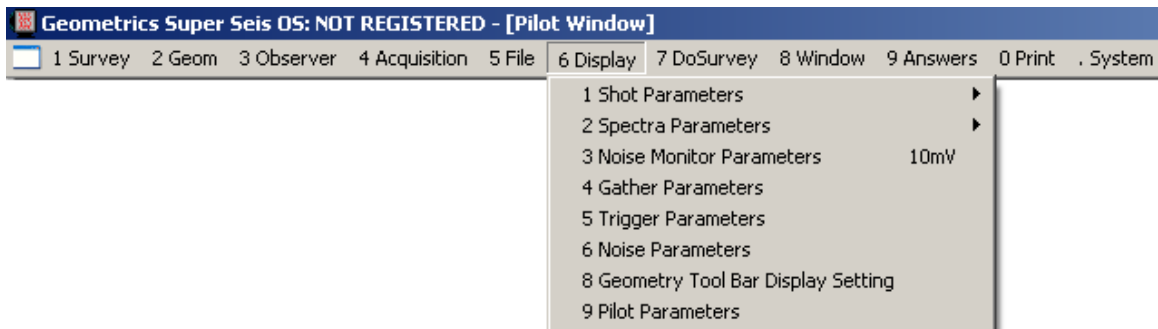 Geometrics Super Seis OS: NOT REGISTERED - [Pilot Window]
1 Survey 2 Geom 3 Observer 4 Acquisition 5 File 6 Display 7 DoSurvey 8 Window 9 Answers 0 Print . System
1 Shot Parameters
2 Spectra Parameters
3 Noise Monitor Parameters 10mV
4 Gather Parameters
5 Trigger Parameters
6 Noise Parameters
8 Geometry Tool Bar Display Setting
9 Pilot Parameters